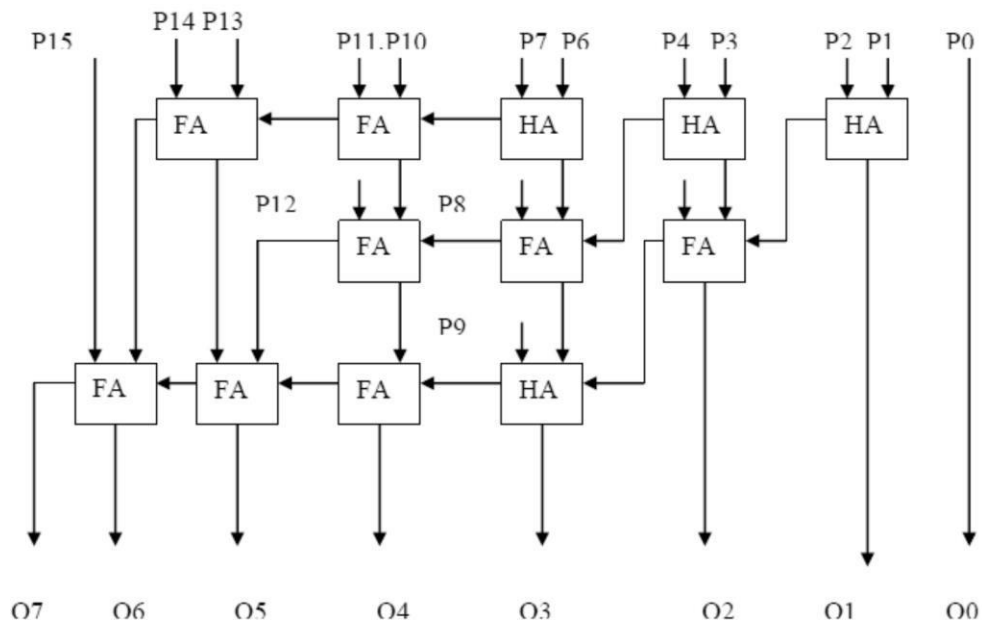 P15 P14 P13 P11.P10 P7 P6 P4 P3 P2 P1 P0
FA FA HA HA HA
P12 P8
FA FA FA
P9
FA FA FA HA
O7 O6 O5 O4 O3 O2 O1 O0